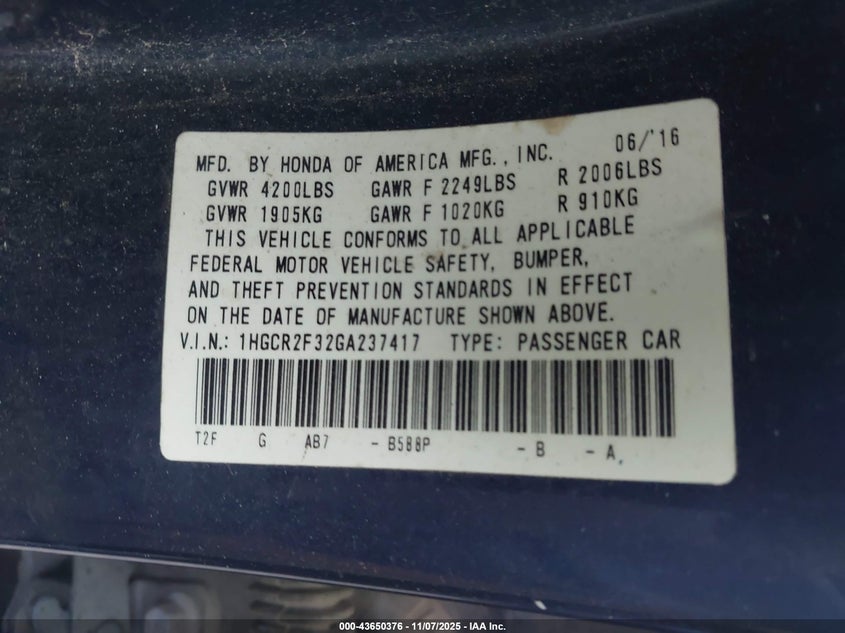 MFD. BY HONDA OF AMERICA MFG., INC. 06/'16
GVWR 4200LBS GAWR F 2249LBS R 2006LBS
GVWR 1905KG GAWR F 1020KG R 910KG
THIS VEHICLE CONFORMS TO ALL APPLICABLE
FEDERAL MOTOR VEHICLE SAFETY, BUMPER,
AND THEFT PREVENTION STANDARDS IN EFFECT
ON THE DATE OF MANUFACTURE SHOWN ABOVE.
V.I.N.: 1HGCR2F32GA237417 TYPE: PASSENGER CAR
T2F G AB7 - B588P - B - A
000-43650376 - 11/07/2025 - IAA Inc.